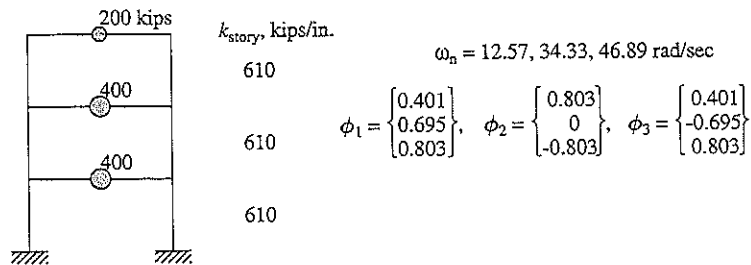 200 kips
400
400
k_story, kips/in.
610
610
610
ω_n = 12.57, 34.33, 46.89 rad/sec
ϕ_1 = {0.401 0.695 0.803}, ϕ_2 = {0.803 0 -0.803}, ϕ_3 = {0.401 -0.695 0.803}